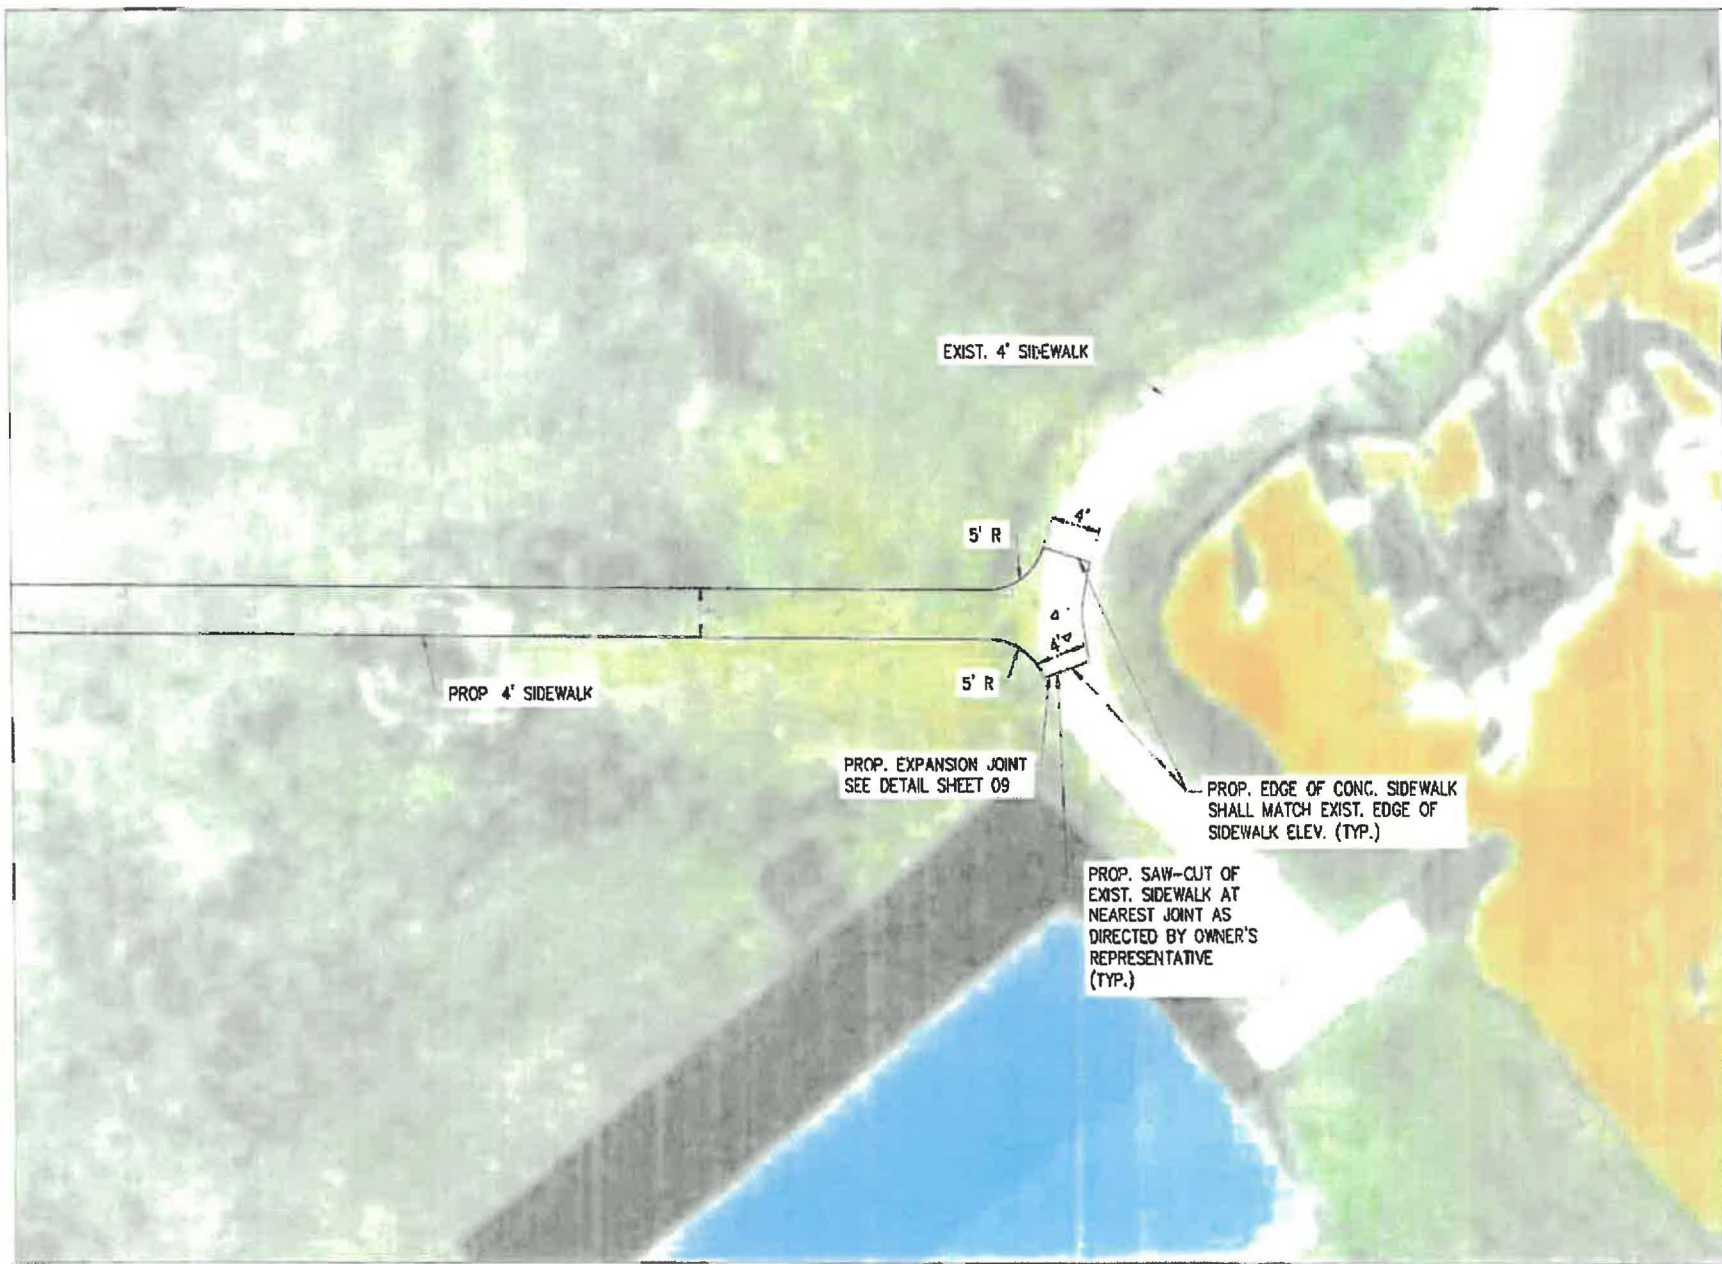 EXIST. 4' SIDEWALK
4'
5' R
4'
5' R
PROP 4' SIDEWALK
PROP. EXPANSION JOINT
SEE DETAIL SHEET 09
PROP. EDGE OF CONC. SIDEWALK
SHALL MATCH EXIST. EDGE OF
SIDEWALK ELEV. (TYP.)
PROP. SAW-CUT OF
EXIST. SIDEWALK AT
NEAREST JOINT AS
DIRECTED BY OWNER'S
REPRESENTATIVE
(TYP.)